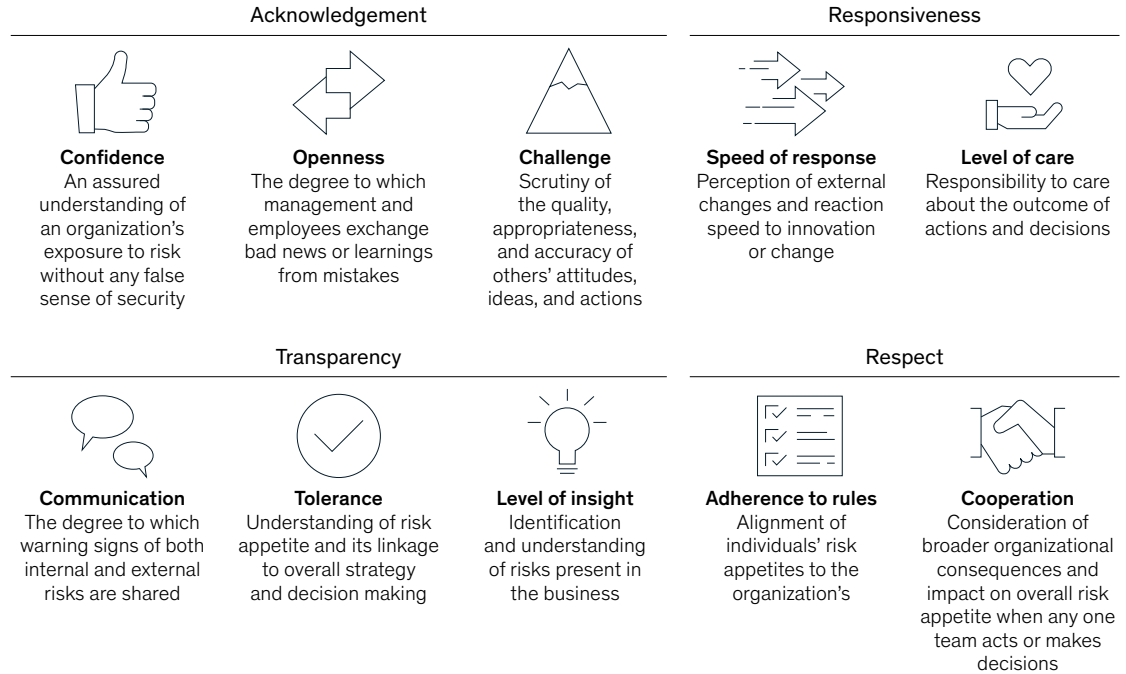 Acknowledgement
Confidence
An assured
understanding of
an organization's
exposure to risk
without any false
sense of security
Openness
The degree to which
management and
employees exchange
bad news or learnings
from mistakes
Challenge
Scrutiny of
the quality,
appropriateness,
and accuracy of
others' attitudes,
ideas, and actions
Responsiveness
Speed of response
Perception of external
changes and reaction
speed to innovation
or change
Level of care
Responsibility to care
about the outcome of
actions and decisions
Transparency
Communication
The degree to which
warning signs of both
internal and external
risks are shared
Tolerance
Understanding of risk
appetite and its linkage
to overall strategy
and decision making
Level of insight
Identification
and understanding
of risks present in
the business
Respect
Adherence to rules
Alignment of
individuals' risk
appetites to the
organization's
Cooperation
Consideration of
broader organizational
consequences and
impact on overall risk
appetite when any one
team acts or makes
decisions